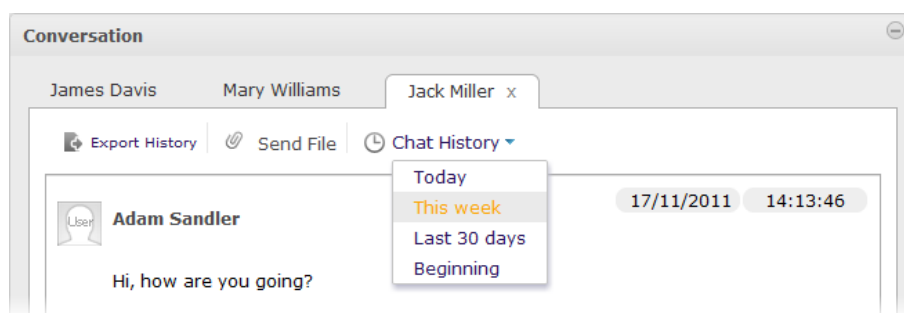 Conversation
James Davis Mary Williams Jack Miller x
Export History Send File Chat History
Today
This week
Last 30 days
Beginning
17/11/2011 14:13:46
User Adam Sandler
Hi, how are you going?